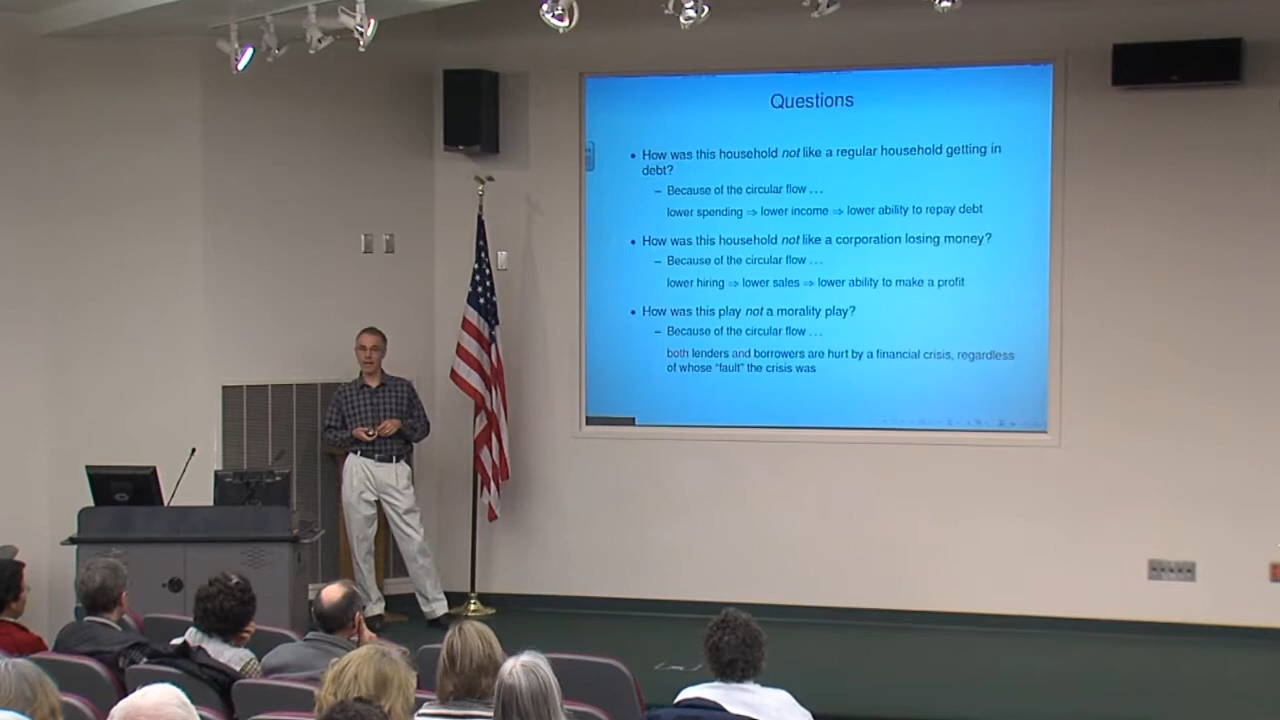 Questions
• How was this household not like a regular household getting in
debt?
– Because of the circular flow ...
lower spending ⇒ lower income ⇒ lower ability to repay debt
• How was this household not like a corporation losing money?
– Because of the circular flow ...
lower hiring ⇒ lower sales ⇒ lower ability to make a profit
• How was this play not a morality play?
– Because of the circular flow ...
both lenders and borrowers are hurt by a financial crisis, regardless
of whose "fault" the crisis was